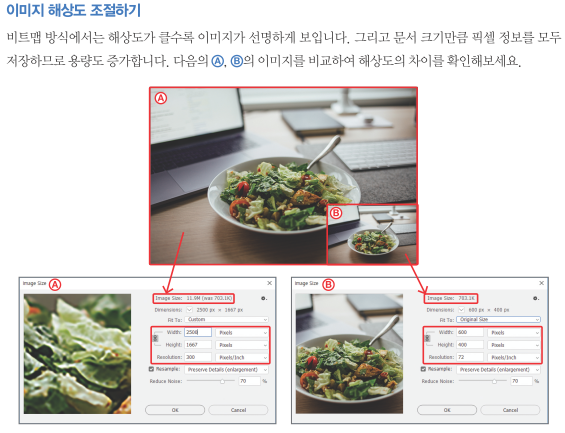 이미지 해상도 조절하기
비트맵 방식에서는 해상도가 클수록 이미지가 선명하게 보입니다. 그리고 문서 크기만큼 픽셀 정보를 모두
저장하므로 용량도 증가합니다. 다음의 Ⓐ, Ⓑ의 이미지를 비교하여 해상도의 차이를 확인해보세요.
Ⓐ
Ⓑ
Image Size Ⓐ
Image Size: 11.9M (was 703.1K)
Dimensions: 2500 px × 1667 px
Fit To: Custom
Width: 2500 Pixels
Height: 1667 Pixels
Resolution: 300 Pixels/Inch
Resample: Preserve Details (enlargement)
Reduce Noise: 70 %
OK Cancel
Image Size Ⓑ
Image Size: 703.1K
Dimensions: 600 px × 400 px
Fit To: Original Size
Width: 600 Pixels
Height: 400 Pixels
Resolution: 72 Pixels/Inch
Resample: Preserve Details (enlargement)
Reduce Noise: 70 %
OK Cancel